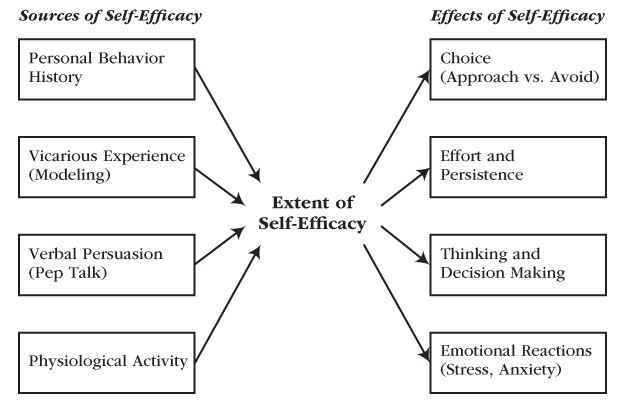 Sources of Self-Efficacy
Personal Behavior
History
Vicarious Experience
(Modeling)
Verbal Persuasion
(Pep Talk)
Physiological Activity
Extent of
Self-Efficacy
Effects of Self-Efficacy
Choice
(Approach vs. Avoid)
Effort and
Persistence
Thinking and
Decision Making
Emotional Reactions
(Stress, Anxiety)